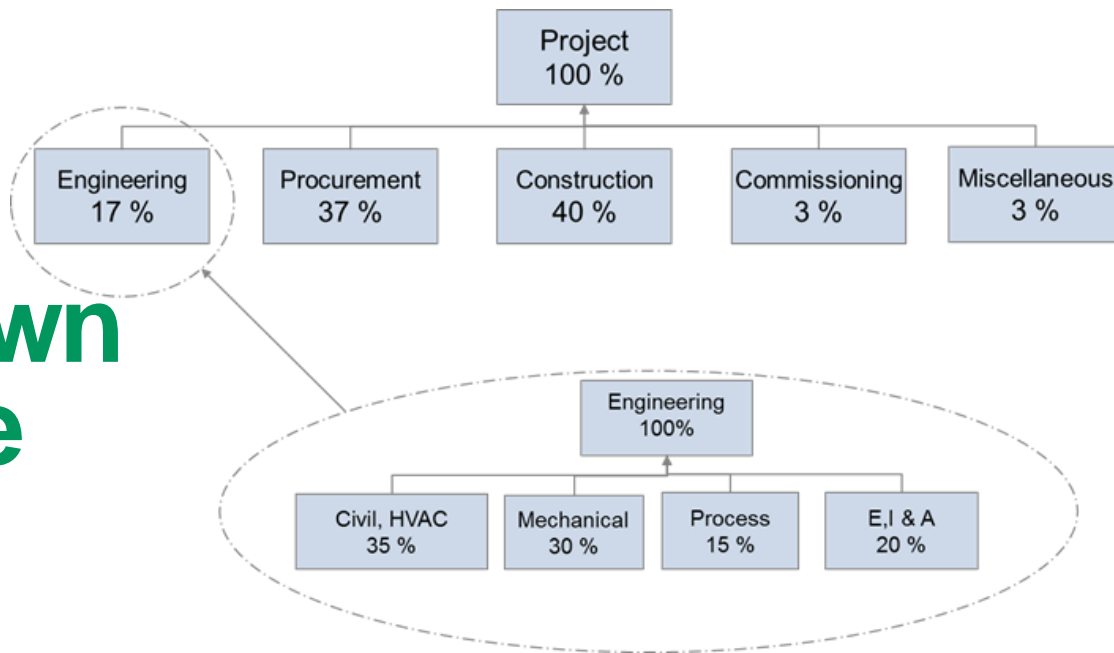 Project
100 %
Engineering
17 %
Procurement
37 %
Construction
40 %
Commissioning
3 %
Miscellaneous
3 %
wn
e
Engineering
100%
Civil, HVAC
35 %
Mechanical
30 %
Process
15 %
E,I & A
20 %